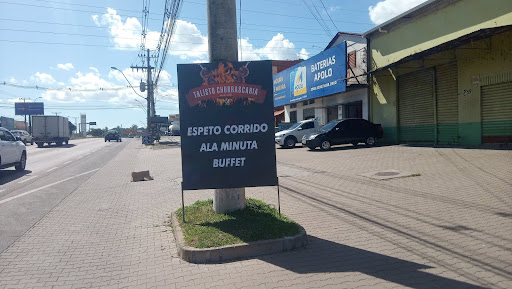 TALISTO CHURRASCARIA
ESPETO CORRIDO
ALA MINUTA
BUFFET
BATERIAS
APOLO